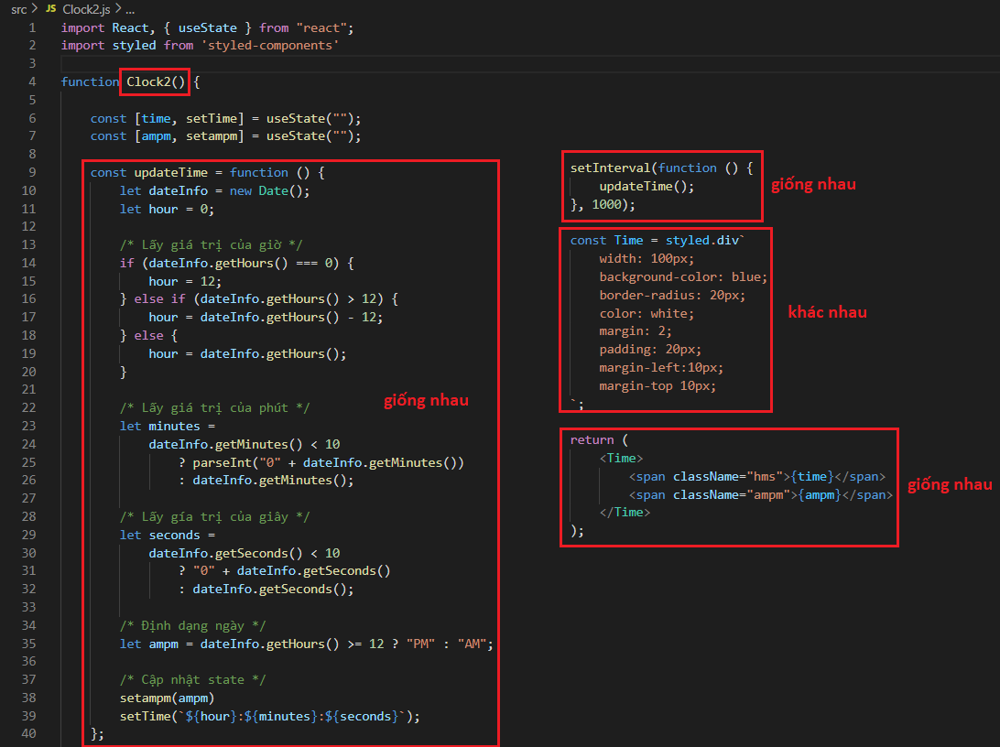 src > JS Clock2.js > ...
1 import React, { useState } from "react";
2 import styled from 'styled-components'
3
4 function Clock2() {
5
6 const [time, setTime] = useState("");
7 const [ampm, setampm] = useState("");
8
9 const updateTime = function () {
10 let dateInfo = new Date();
11 let hour = 0;
12
13 /* Lấy giá trị của giờ */
14 if (dateInfo.getHours() === 0) {
15 hour = 12;
16 } else if (dateInfo.getHours() > 12) {
17 hour = dateInfo.getHours() - 12;
18 } else {
19 hour = dateInfo.getHours();
20 }
21
22 /* Lấy giá trị của phút */
23 let minutes =
24 dateInfo.getMinutes() < 10
25 ? parseInt("0" + dateInfo.getMinutes())
26 : dateInfo.getMinutes();
27
28 /* Lấy gía trị của giây */
29 let seconds =
30 dateInfo.getSeconds() < 10
31 ? "0" + dateInfo.getSeconds()
32 : dateInfo.getSeconds();
33
34 /* Định dạng ngày */
35 let ampm = dateInfo.getHours() >= 12 ? "PM" : "AM";
36
37 /* Cập nhật state */
38 setampm(ampm)
39 setTime(`${hour}:${minutes}:${seconds}`);
40 };
giống nhau
setInterval(function () {
updateTime();
}, 1000);
giống nhau
const Time = styled.div`
width: 100px;
background-color: blue;
border-radius: 20px;
color: white;
margin: 2;
padding: 20px;
margin-left:10px;
margin-top 10px;
`;
khác nhau
return (
<Time>
<span className="hms">{time}</span>
<span className="ampm">{ampm}</span>
</Time>
);
giống nhau